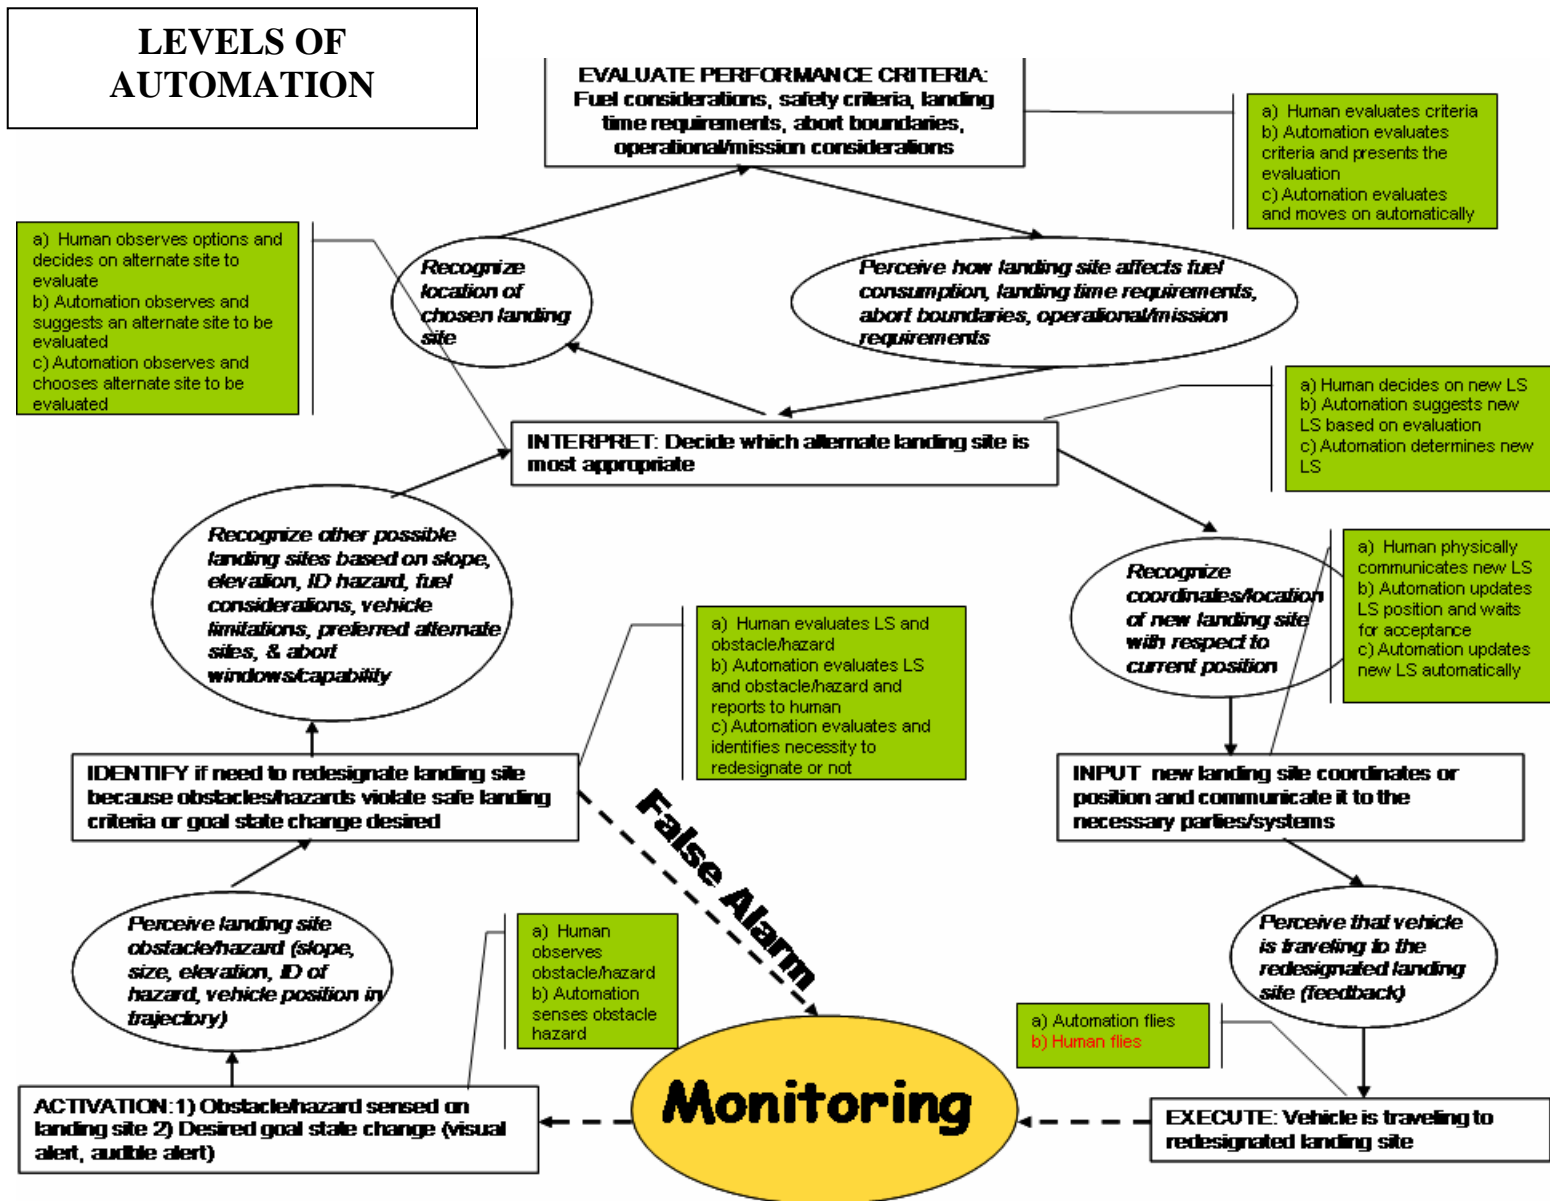 LEVELS OF
AUTOMATION
EVALUATE PERFORMANCE CRITERIA:
Fuel considerations, safety criteria, landing
time requirements, abort boundaries,
operational/mission considerations
a) Human evaluates criteria
b) Automation evaluates
criteria and presents the
evaluation
c) Automation evaluates
and moves on automatically
a) Human observes options and
decides on alternate site to
evaluate
b) Automation observes and
suggests an alternate site to be
evaluated
c) Automation observes and
chooses alternate site to be
evaluated
Recognize
location of
chosen landing
site
Perceive how landing site affects fuel
consumption, landing time requirements,
abort boundaries, operational/mission
requirements
a) Human decides on new LS
b) Automation suggests new
LS based on evaluation
c) Automation determines new
LS
INTERPRET: Decide which alternate landing site is
most appropriate
Recognize other possible
landing sites based on slope,
elevation, ID hazard, fuel
considerations, vehicle
limitations, preferred alternate
sites, & abort
windows/capability
Recognize
coordinates/location
of new landing site
with respect to
current position
a) Human physically
communicates new LS
b) Automation updates
LS position and waits
for acceptance
c) Automation updates
new LS automatically
a) Human evaluates LS and
obstacle/hazard
b) Automation evaluates LS
and obstacle/hazard and
reports to human
c) Automation evaluates and
identifies necessity to
redesignate or not
IDENTIFY if need to redesignate landing site
because obstacles/hazards violate safe landing
criteria or goal state change desired
INPUT new landing site coordinates or
position and communicate it to the
necessary parties/systems
False Alarm
Perceive landing site
obstacle/hazard (slope,
size, elevation, ID of
hazard, vehicle position in
trajectory)
a) Human
observes
obstacle/hazard
b) Automation
senses obstacle
hazard
Perceive that vehicle
is traveling to the
redesignated landing
site (feedback)
a) Automation flies
b) Human flies
Monitoring
ACTIVATION:1) Obstacle/hazard sensed on
landing site 2) Desired goal state change (visual
alert, audible alert)
EXECUTE: Vehicle is traveling to
redesignated landing site